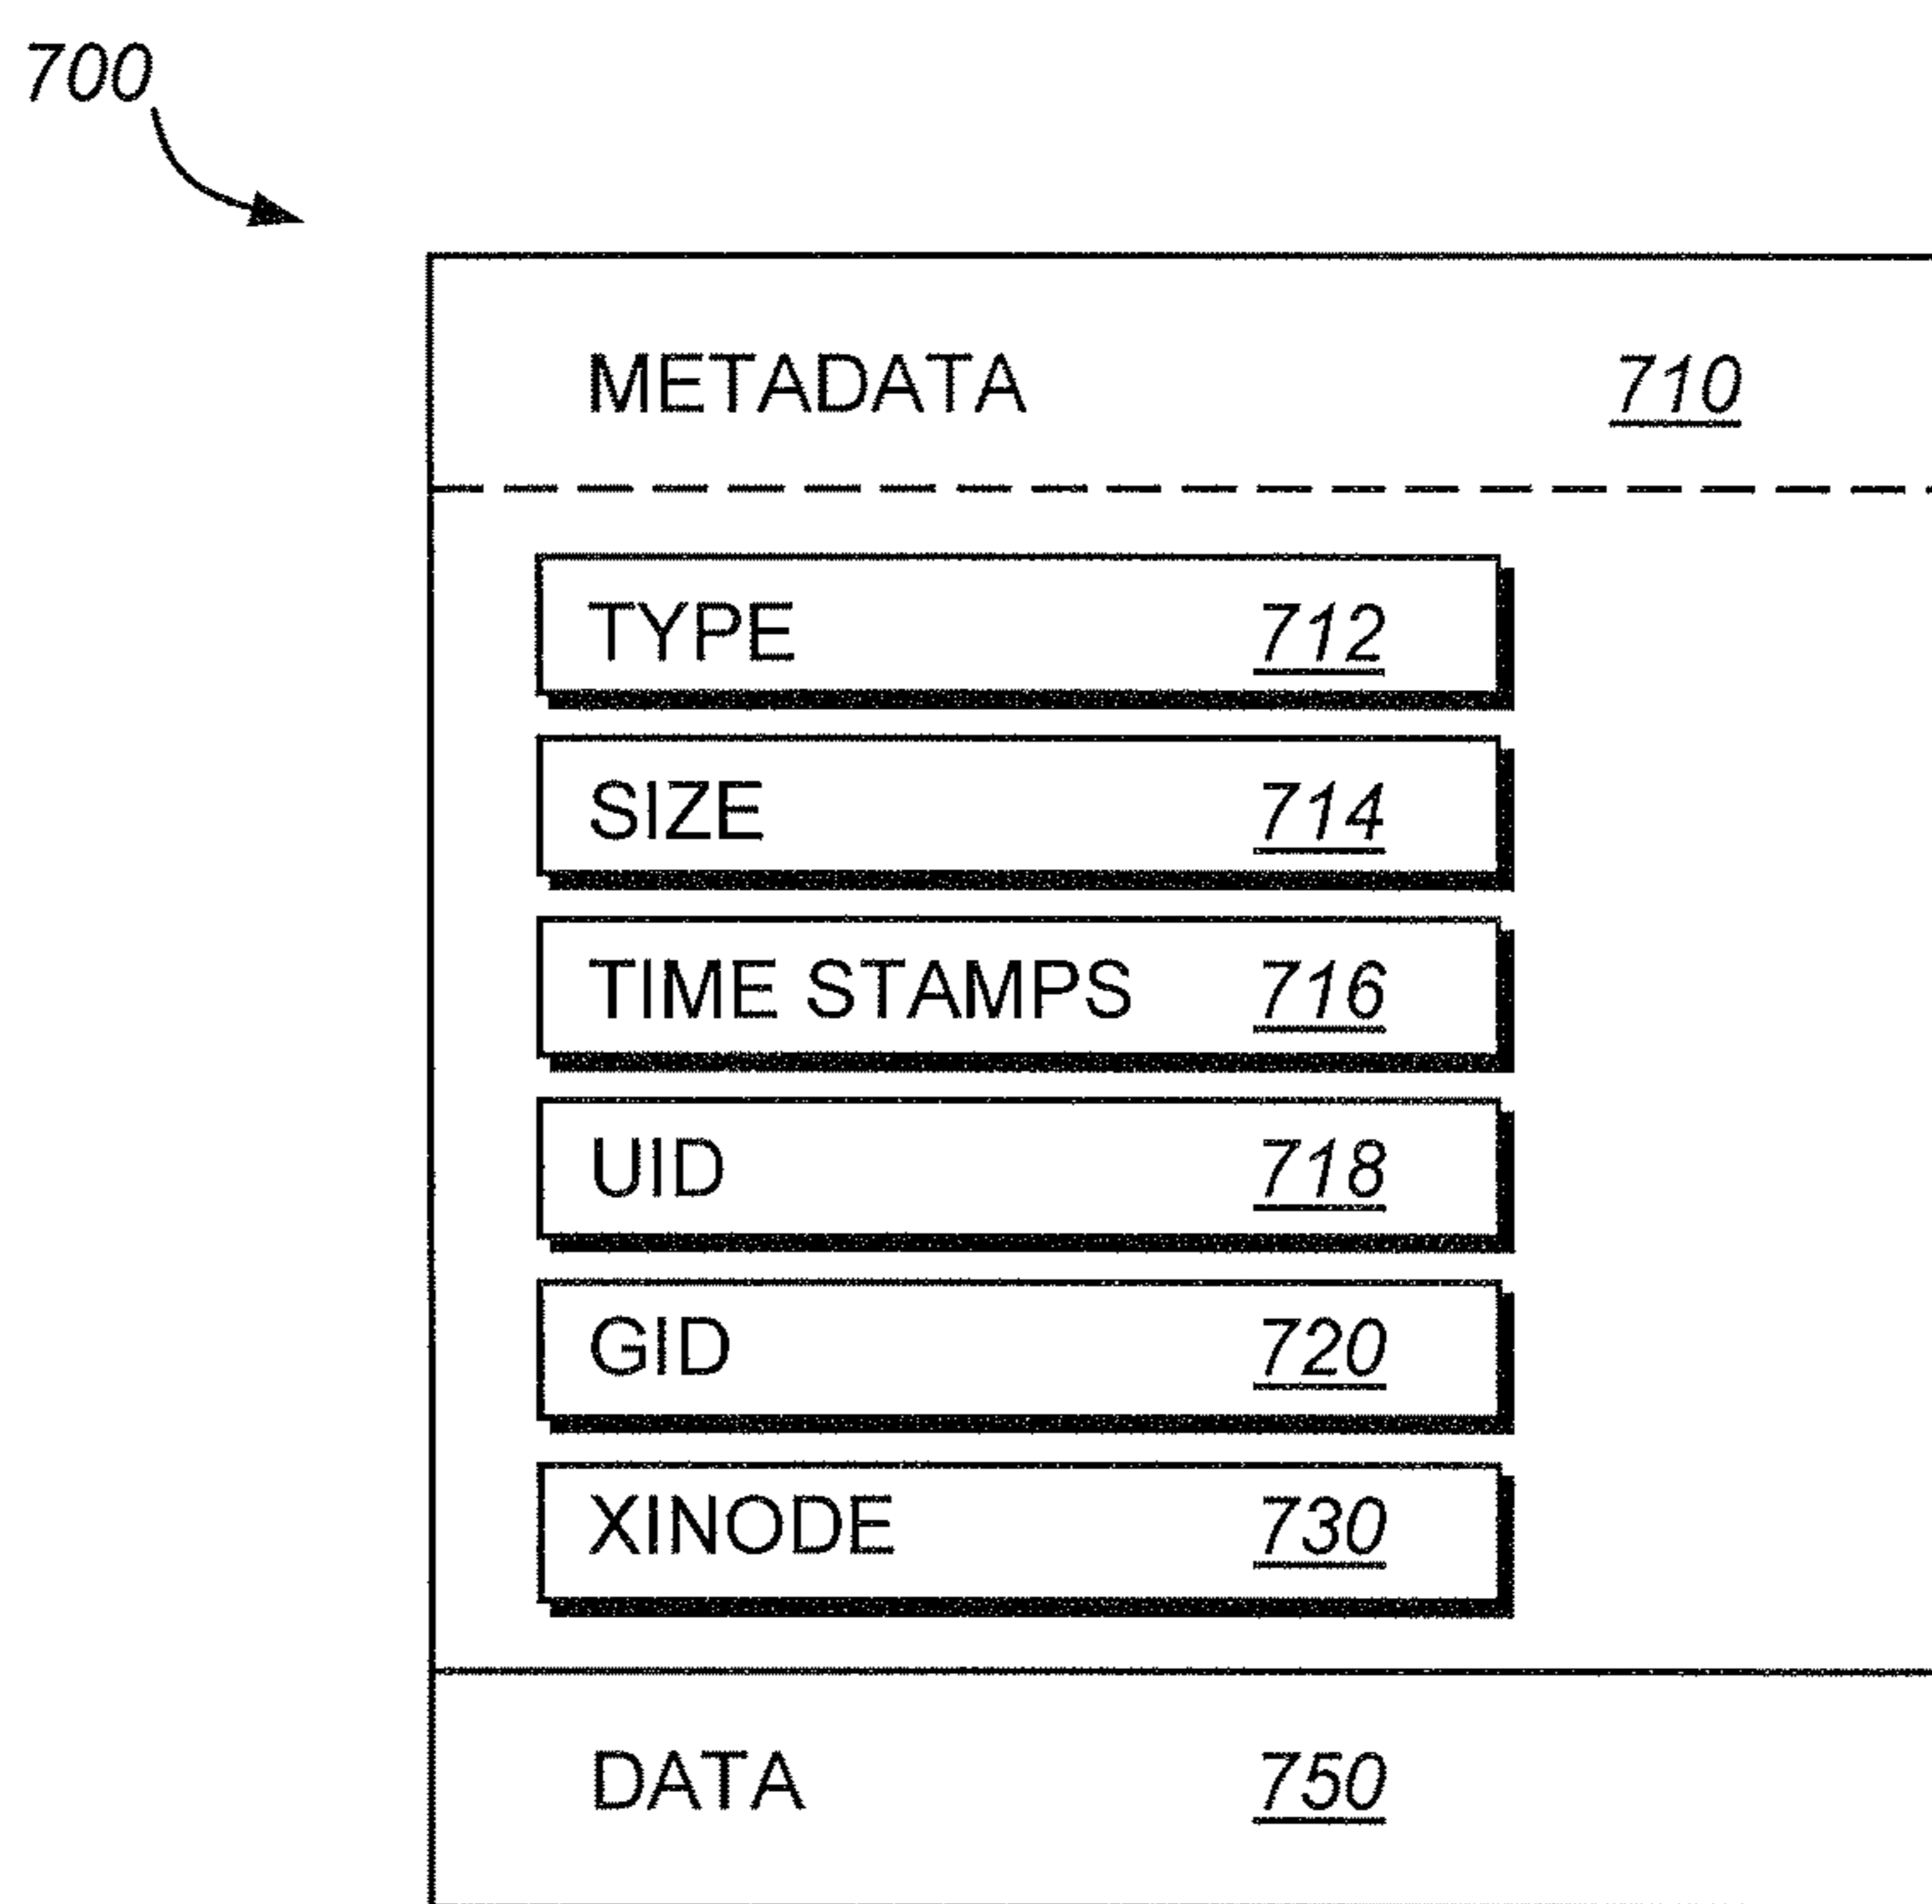 700
METADATA 710
TYPE 712
SIZE 714
TIME STAMPS 716
UID 718
GID 720
XINODE 730
DATA 750